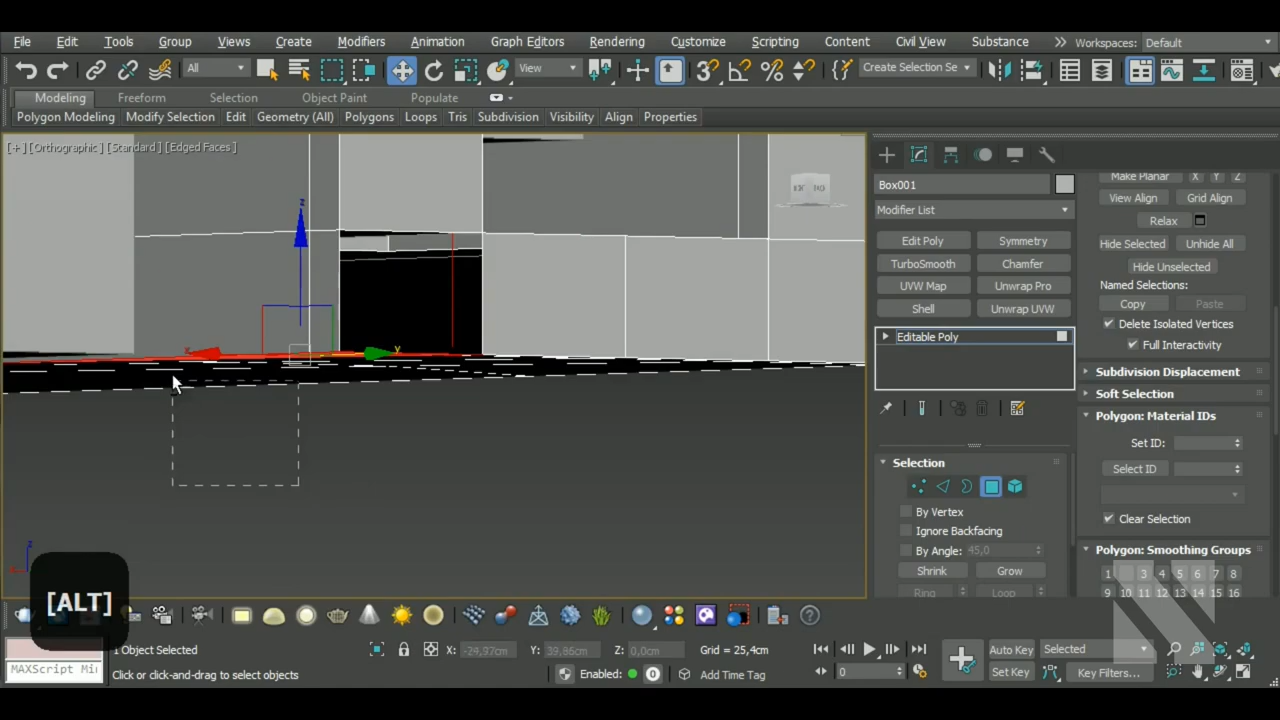 File Edit Tools Group Views Create Modifiers Animation Graph Editors Rendering Customize Scripting Content Civil View Substance Workspaces: Default
All View Create Selection Se
Modeling Freeform Selection Object Paint Populate
Polygon Modeling Modify Selection Edit Geometry (All) Polygons Loops Tris Subdivision Visibility Align Properties
[+] [Orthographic] [Standard] [Edged Faces]
z
x
y
z
[ALT]
Box001
Modifier List
Edit Poly Symmetry
TurboSmooth Chamfer
UVW Map Unwrap Pro
Shell Unwrap UVW
Editable Poly
Selection
By Vertex
Ignore Backfacing
By Angle: 45,0
Shrink Grow
Ring Loop
Make Planar X Y Z
View Align Grid Align
Relax
Hide Selected Unhide All
Hide Unselected
Named Selections:
Copy Paste
Delete Isolated Vertices
Full Interactivity
Subdivision Displacement
Soft Selection
Polygon: Material IDs
Set ID:
Select ID
Clear Selection
Polygon: Smoothing Groups
1 3 4 5 6 7 8
9 10 11 12 13 14 15 16
1 Object Selected X: -24,97cm Y: 39,86cm Z: 0,0cm Grid = 25,4cm Auto Key Selected
MAXScript Mi Click or click-and-drag to select objects Enabled: 0 Add Time Tag 0 Set Key Key Filters...